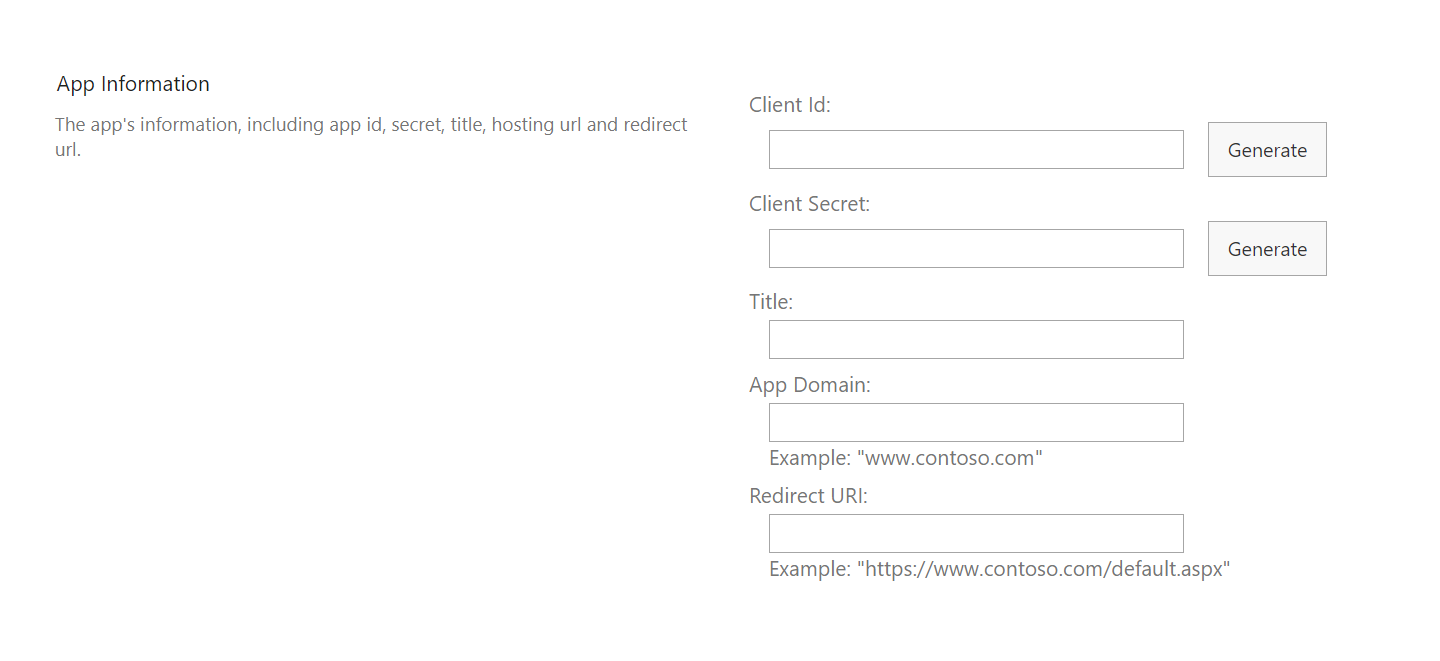 App Information
The app's information, including app id, secret, title, hosting url and redirect
url.
Client Id:
Generate
Client Secret:
Generate
Title:
App Domain:
Example: "www.contoso.com"
Redirect URI:
Example: "https://www.contoso.com/default.aspx"